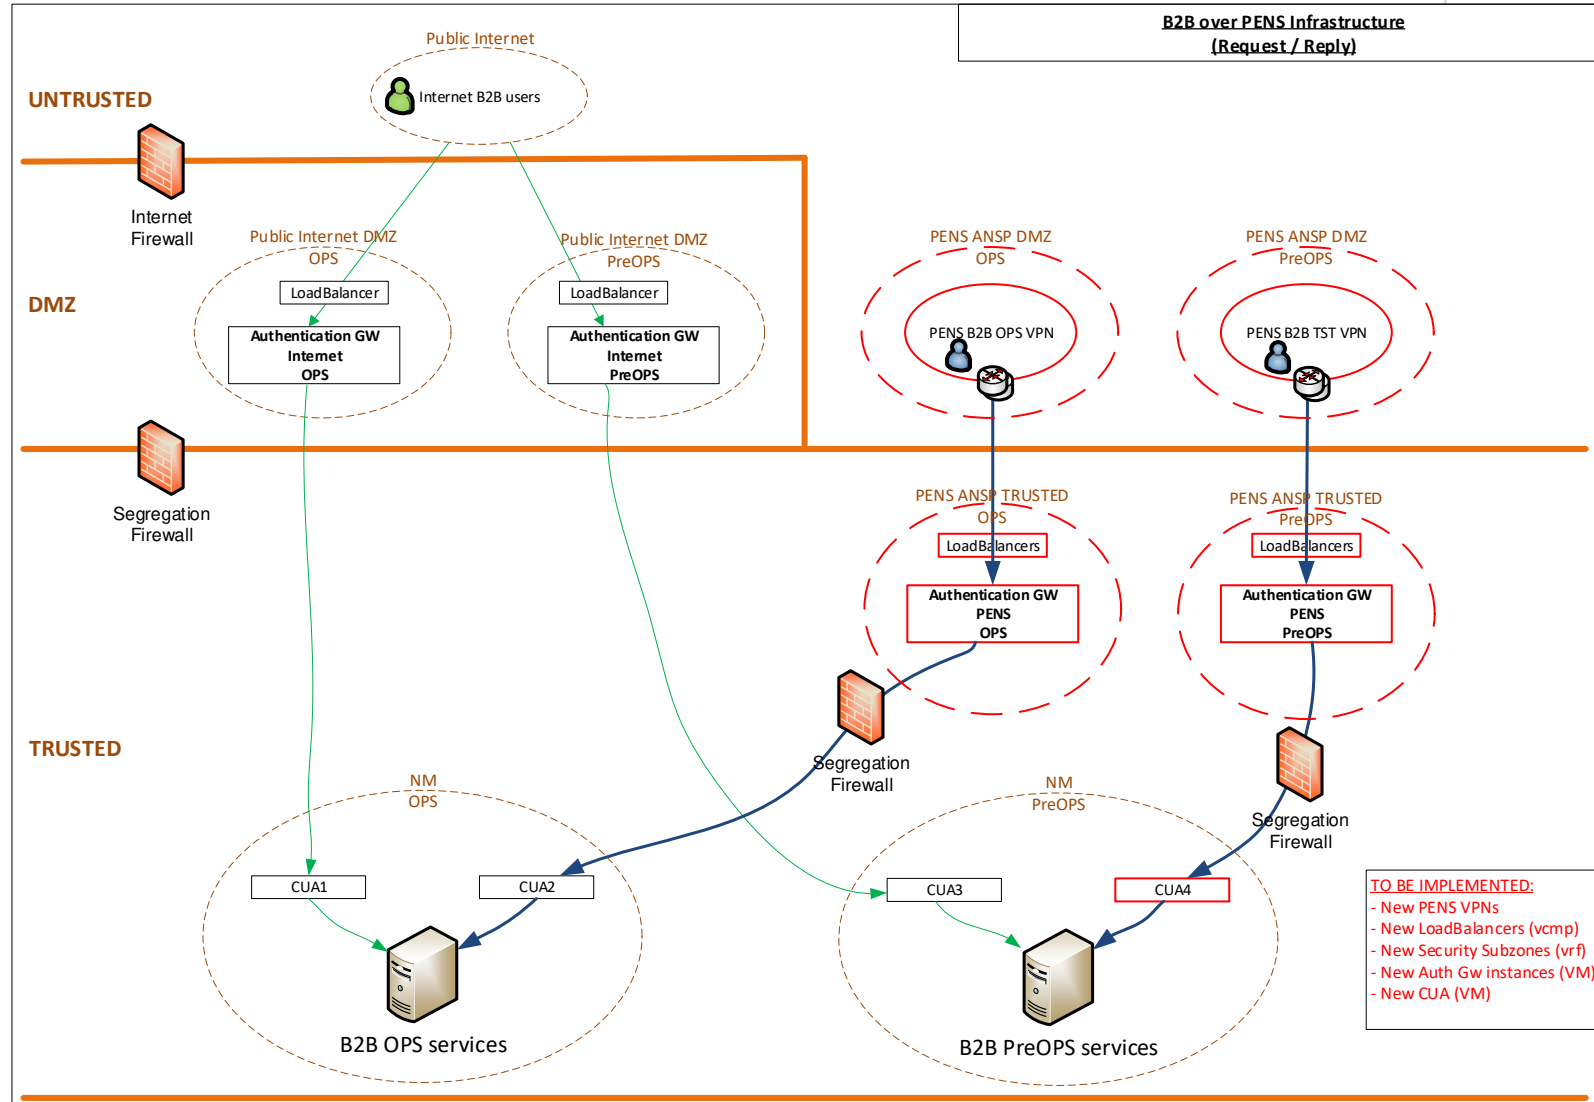 B2B over PENS Infrastructure
(Request / Reply)
Public Internet
Internet B2B users
UNTRUSTED
Internet
Firewall
Public Internet DMZ
OPS
Public Internet DMZ
PreOPS
PENS ANSP DMZ
OPS
PENS ANSP DMZ
PreOPS
DMZ
LoadBalancer
LoadBalancer
Authentication GW
Internet
OPS
Authentication GW
Internet
PreOPS
PENS B2B OPS VPN
PENS B2B TST VPN
Segregation
Firewall
PENS ANSP TRUSTED
OPS
PENS ANSP TRUSTED
PreOPS
LoadBalancers
LoadBalancers
Authentication GW
PENS
OPS
Authentication GW
PENS
PreOPS
TRUSTED
Segregation
Firewall
Segregation
Firewall
NM
OPS
NM
PreOPS
CUA1
CUA2
CUA3
CUA4
B2B OPS services
B2B PreOPS services
TO BE IMPLEMENTED:
- New PENS VPNs
- New LoadBalancers (vcmp)
- New Security Subzones (vrf)
- New Auth Gw instances (VM)
- New CUA (VM)